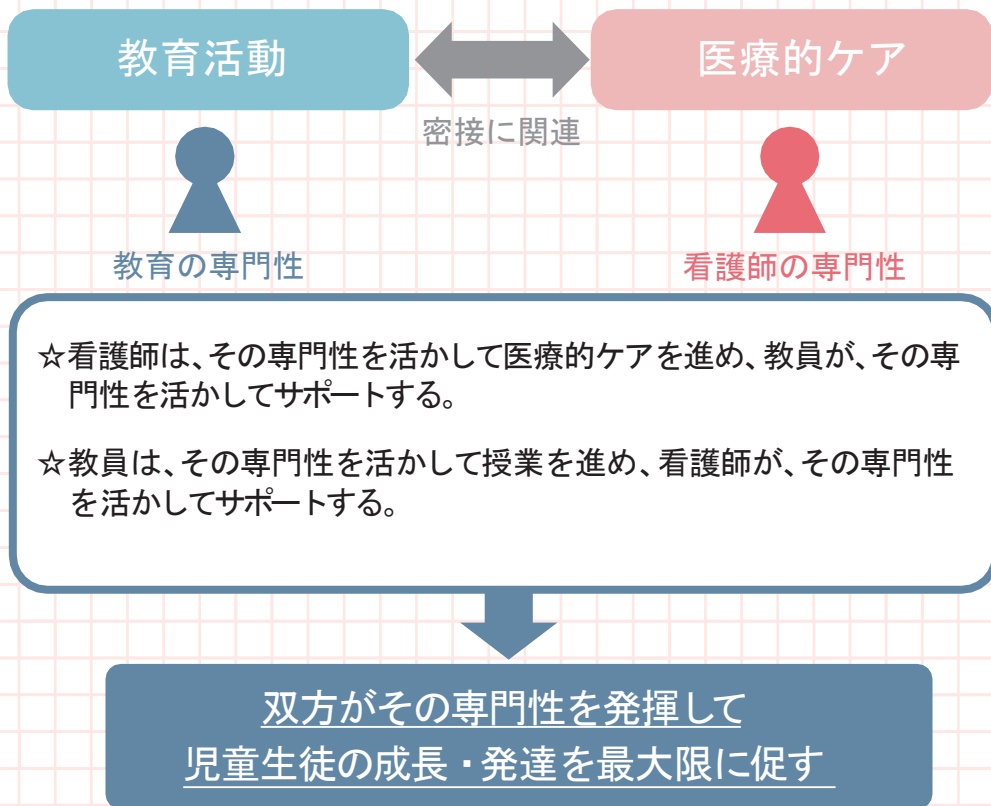 教育活動
医療的ケア
密接に関連
教育の専門性
看護師の専門性
☆看護師は、その専門性を活かして医療的ケアを進め、教員が、その専
門性を活かしてサポートする。
☆教員は、その専門性を活かして授業を進め、看護師が、その専門性
を活かしてサポートする。
双方がその専門性を発揮して
児童生徒の成長・発達を最大限に促す